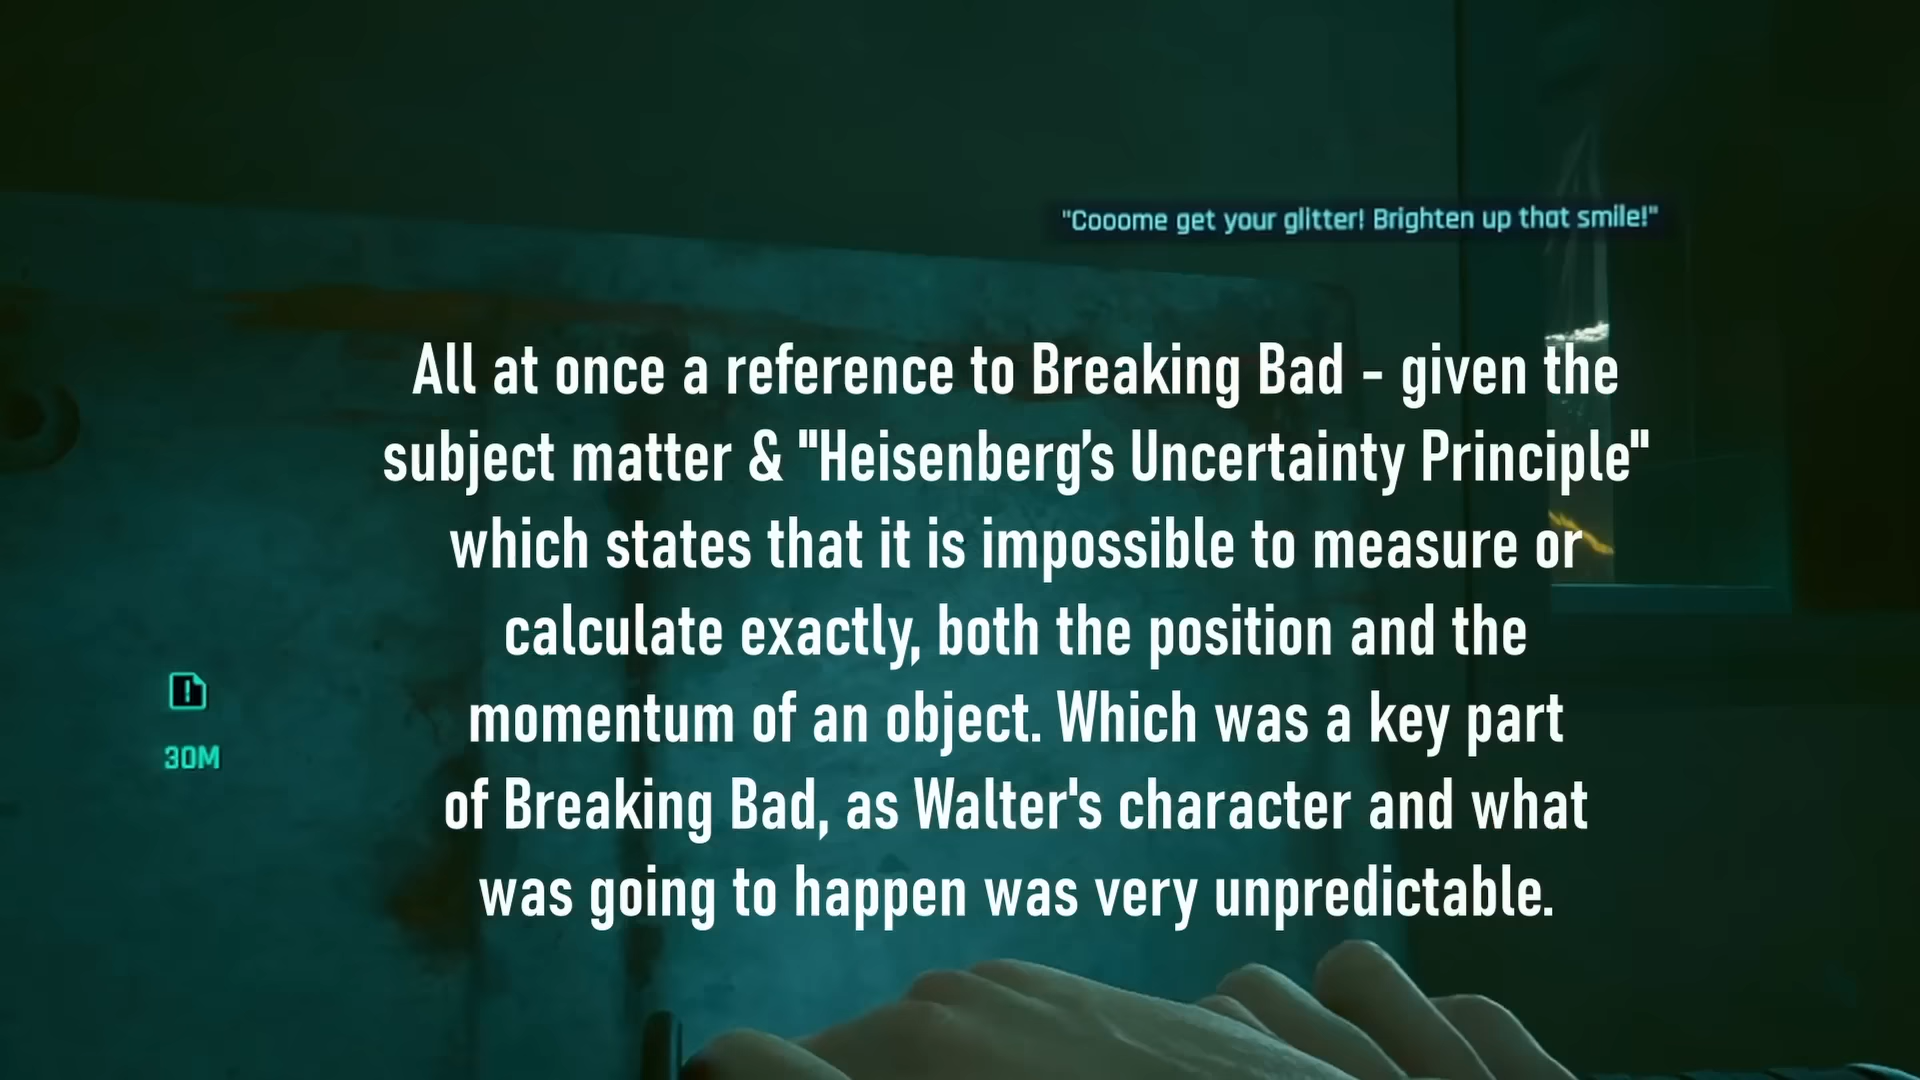 "Cooome get your glitter! Brighten up that smile!"
All at once a reference to Breaking Bad - given the
subject matter & "Heisenberg’s Uncertainty Principle"
which states that it is impossible to measure or
calculate exactly, both the position and the
momentum of an object. Which was a key part
of Breaking Bad, as Walter's character and what
was going to happen was very unpredictable.
30M